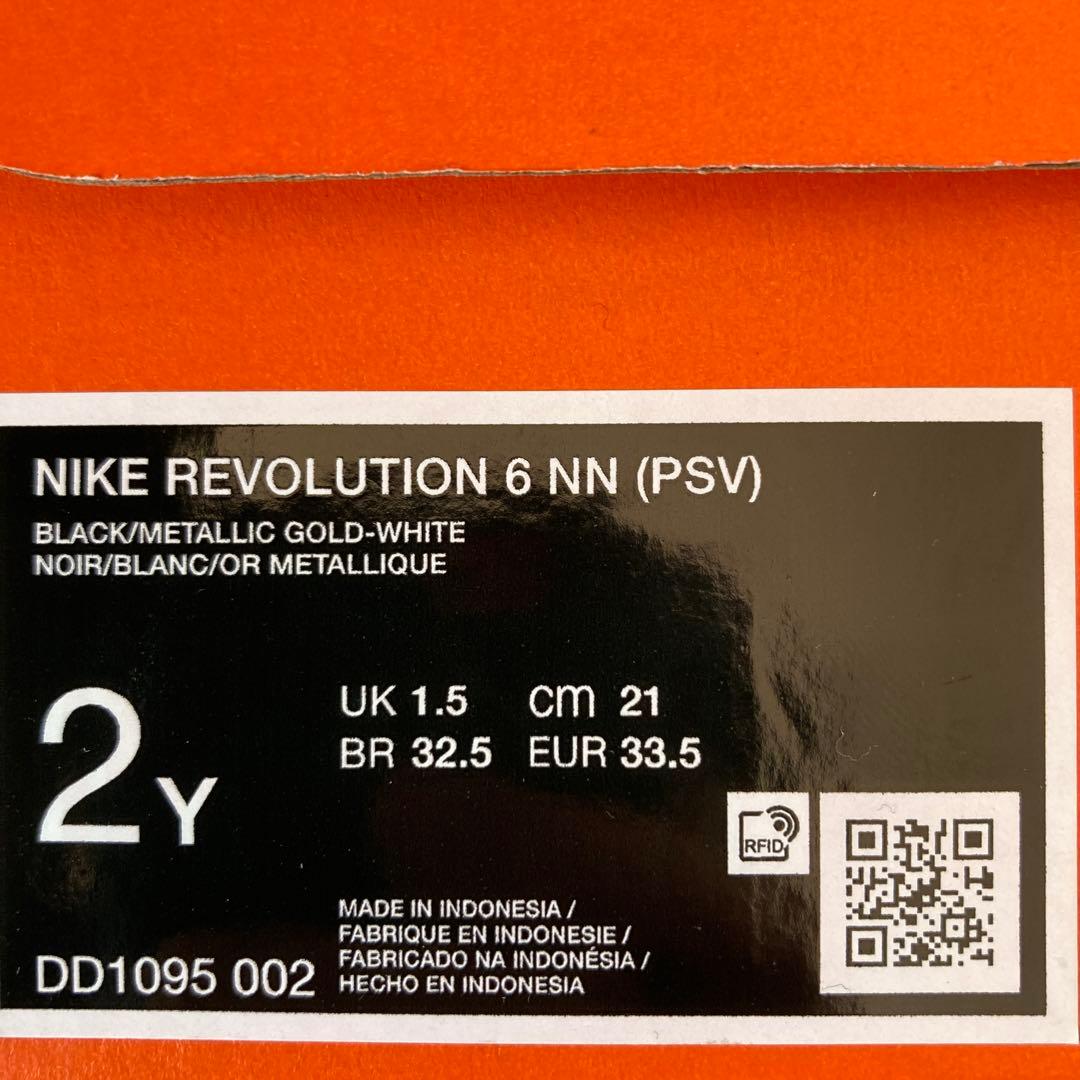 NIKE REVOLUTION 6 NN (PSV)
BLACK/METALLIC GOLD-WHITE
NOIR/BLANC/OR METALLIQUE
2Y
UK 1.5 cm 21
BR 32.5 EUR 33.5
RFID
MADE IN INDONESIA /
FABRIQUE EN INDONESIE /
FABRICADO NA INDONÉSIA /
HECHO EN INDONESIA
DD1095 002